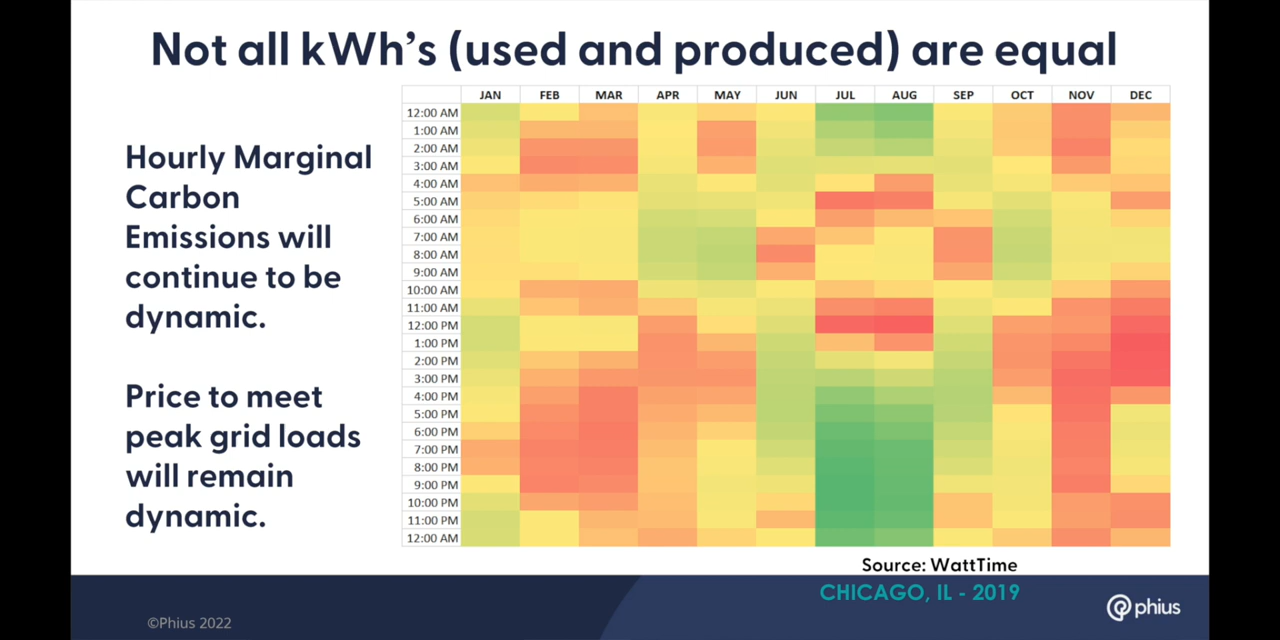 Not all kWh's (used and produced) are equal
Hourly Marginal
Carbon
Emissions will
continue to be
dynamic.
Price to meet
peak grid loads
will remain
dynamic.
JAN FEB MAR APR MAY JUN JUL AUG SEP OCT NOV DEC
12:00 AM
1:00 AM
2:00 AM
3:00 AM
4:00 AM
5:00 AM
6:00 AM
7:00 AM
8:00 AM
9:00 AM
10:00 AM
11:00 AM
12:00 PM
1:00 PM
2:00 PM
3:00 PM
4:00 PM
5:00 PM
6:00 PM
7:00 PM
8:00 PM
9:00 PM
10:00 PM
11:00 PM
12:00 AM
Source: WattTime
CHICAGO, IL - 2019
©Phius 2022
phius